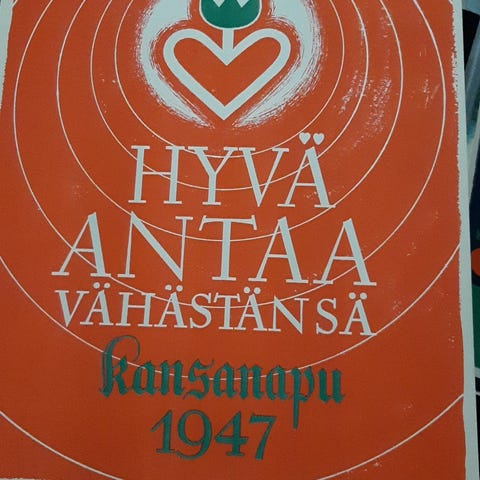 HYVÄ
ANTAA
VÄHÄSTÄNSÄ
kansanapu
1947